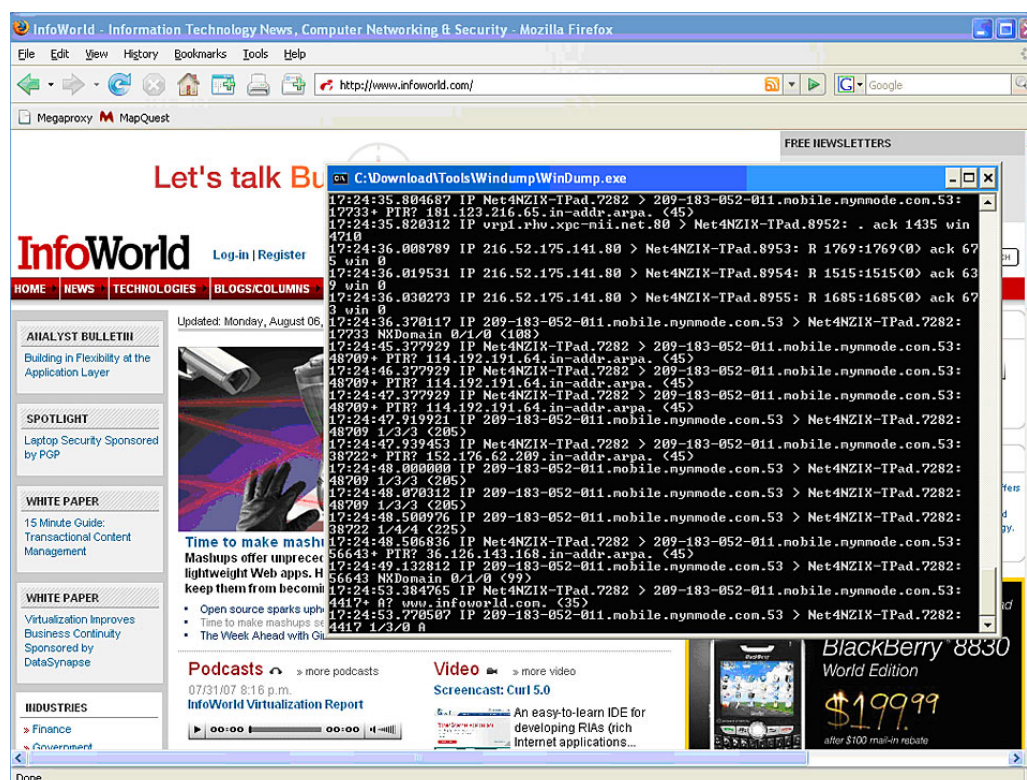 InfoWorld - Information Technology News, Computer Networking & Security - Mozilla Firefox
File Edit View History Bookmarks Tools Help
http://www.infoworld.com/
G Google
Megaproxy MapQuest
FREE NEWSLETTERS
Let's talk Bu
InfoWorld
Log-in | Register
HOME NEWS TECHNOLOGIES BLOGS/COLUMNS
C:\Download\Tools\Windump\WinDump.exe
17:24:35.804687 IP Net4NZIX-TPad.7282 > 209-183-052-011.mobile.mymmode.com.53:
17733+ PTR? 181.123.216.65.in-addr.arpa. (45)
17:24:35.820312 IP vrp1.rhv.xpc-mii.net.80 > Net4NZIX-TPad.8952: . ack 1435 win
4710
17:24:36.008789 IP 216.52.175.141.80 > Net4NZIX-TPad.8953: R 1769:1769(0) ack 67
5 win 0
17:24:36.019531 IP 216.52.175.141.80 > Net4NZIX-TPad.8954: R 1515:1515(0) ack 63
9 win 0
17:24:36.030273 IP 216.52.175.141.80 > Net4NZIX-TPad.8955: R 1685:1685(0) ack 67
3 win 0
17:24:36.370117 IP 209-183-052-011.mobile.mymmode.com.53 > Net4NZIX-TPad.7282:
17733 NXDomain 0/1/0 (108)
17:24:45.377929 IP Net4NZIX-TPad.7282 > 209-183-052-011.mobile.mymmode.com.53:
48709+ PTR? 114.192.191.64.in-addr.arpa. (45)
17:24:46.377929 IP Net4NZIX-TPad.7282 > 209-183-052-011.mobile.mymmode.com.53:
48709+ PTR? 114.192.191.64.in-addr.arpa. (45)
17:24:47.377929 IP Net4NZIX-TPad.7282 > 209-183-052-011.mobile.mymmode.com.53:
48709+ PTR? 114.192.191.64.in-addr.arpa. (45)
17:24:47.919921 IP 209-183-052-011.mobile.mymmode.com.53 > Net4NZIX-TPad.7282:
48709 1/3/3 (205)
17:24:47.939453 IP Net4NZIX-TPad.7282 > 209-183-052-011.mobile.mymmode.com.53:
38722+ PTR? 152.176.62.209.in-addr.arpa. (45)
17:24:48.000000 IP 209-183-052-011.mobile.mymmode.com.53 > Net4NZIX-TPad.7282:
48709 1/3/3 (205)
17:24:48.070312 IP 209-183-052-011.mobile.mymmode.com.53 > Net4NZIX-TPad.7282:
48709 1/3/3 (205)
17:24:48.500976 IP 209-183-052-011.mobile.mymmode.com.53 > Net4NZIX-TPad.7282:
38722 1/4/4 (225)
17:24:48.506836 IP Net4NZIX-TPad.7282 > 209-183-052-011.mobile.mymmode.com.53:
56643+ PTR? 36.126.143.168.in-addr.arpa. (45)
17:24:49.132812 IP 209-183-052-011.mobile.mymmode.com.53 > Net4NZIX-TPad.7282:
56643 NXDomain 0/1/0 (99)
17:24:53.384765 IP Net4NZIX-TPad.7282 > 209-183-052-011.mobile.mymmode.com.53:
4417+ A? www.infoworld.com. (35)
17:24:53.770507 IP 209-183-052-011.mobile.mymmode.com.53 > Net4NZIX-TPad.7282:
4417 1/3/0 A
Updated: Monday, August 06,
ANALYST BULLETIN
Building in Flexibility at the
Application Layer
SPOTLIGHT
Laptop Security Sponsored
by PGP
WHITE PAPER
15 Minute Guide:
Transactional Content
Management
WHITE PAPER
Virtualization Improves
Business Continuity
Sponsored by
DataSynapse
INDUSTRIES
» Finance
» Government
Time to make mash
Mashups offer unprece
lightweight Web apps. H
keep them from becomi
Open source sparks uph
Time to make mashups se
The Week Ahead with Gi
Podcasts » more podcasts
07/31/07 8:16 p.m.
InfoWorld Virtualization Report
00:00 00:00
Video » more video
Screencast: Curl 5.0
An easy-to-learn IDE for
developing RIAs (rich
Internet applications...
BlackBerry 8830
World Edition
$199.99
after $100 mail-in rebate
Done